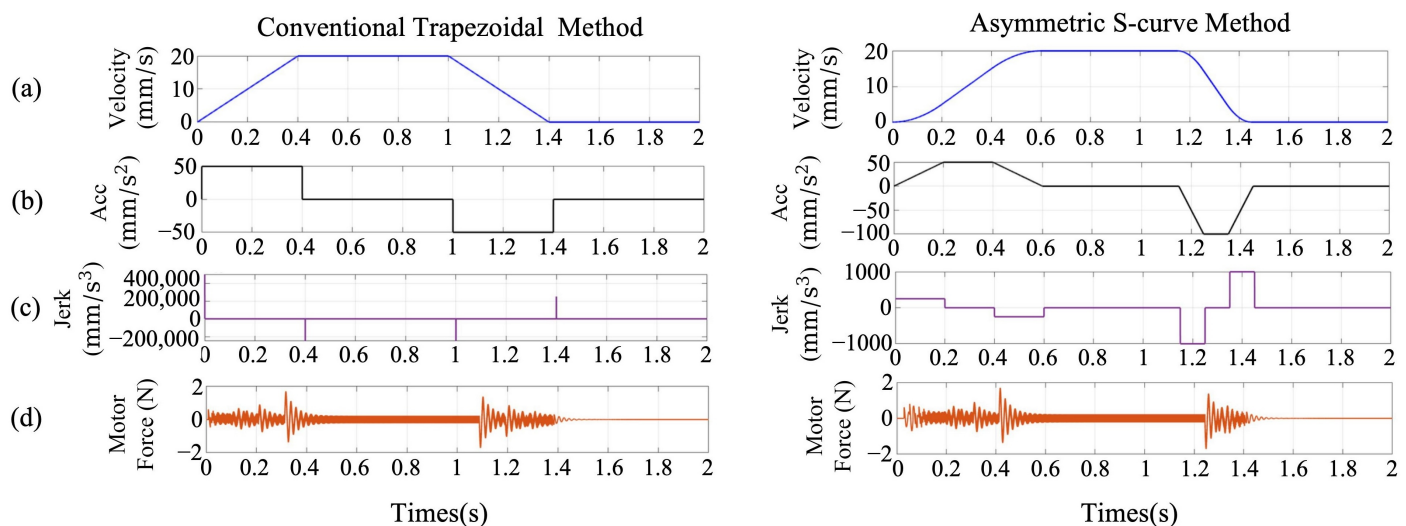 Conventional Trapezoidal Method
Asymmetric S-curve Method
(a)
Velocity
(mm/s)
20
10
0
0 0.2 0.4 0.6 0.8 1 1.2 1.4 1.6 1.8 2
Velocity
(mm/s)
20
10
0
0 0.2 0.4 0.6 0.8 1 1.2 1.4 1.6 1.8 2
(b)
Acc
(mm/s²)
50
0
−50
0 0.2 0.4 0.6 0.8 1 1.2 1.4 1.6 1.8 2
Acc
(mm/s²)
50
0
−50
−100
0 0.2 0.4 0.6 0.8 1 1.2 1.4 1.6 1.8 2
(c)
Jerk
(mm/s³)
400,000
200,000
0
−200,000
0 0.2 0.4 0.6 0.8 1 1.2 1.4 1.6 1.8 2
Jerk
(mm/s³)
1000
0
−1000
0 0.2 0.4 0.6 0.8 1 1.2 1.4 1.6 1.8 2
(d)
Motor
Force (N)
2
0
−2
0 0.2 0.4 0.6 0.8 1 1.2 1.4 1.6 1.8 2
Motor
Force (N)
2
0
−2
0 0.2 0.4 0.6 0.8 1 1.2 1.4 1.6 1.8 2
Times(s)
Times(s)